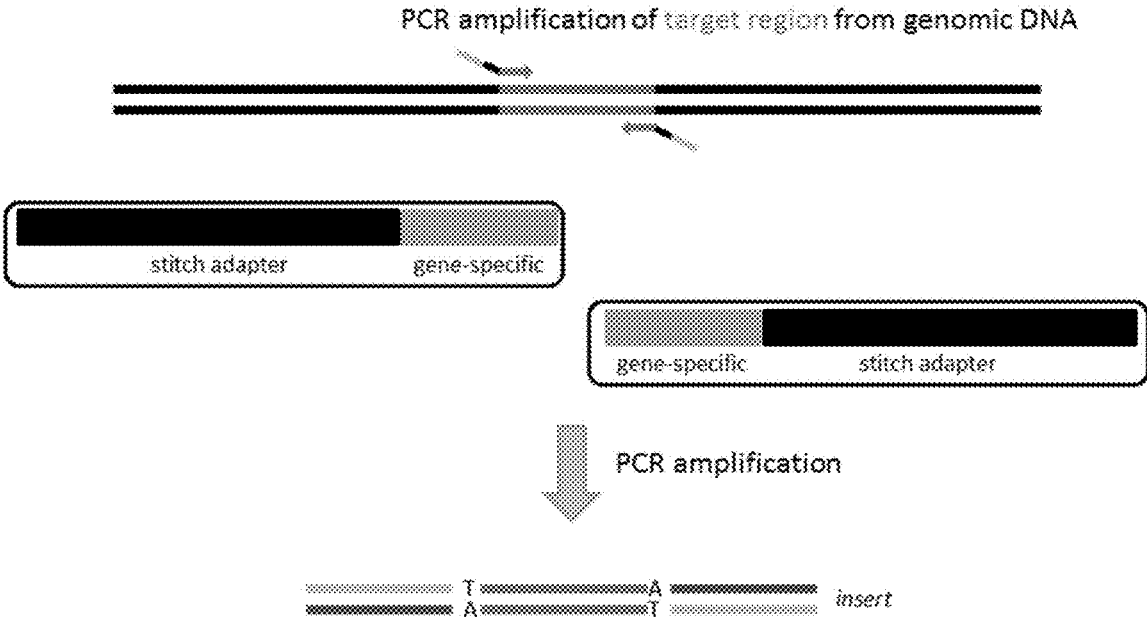 PCR amplification of target region from genomic DNA
stitch adapter gene-specific
gene-specific stitch adapter
PCR amplification
T A insert
A T